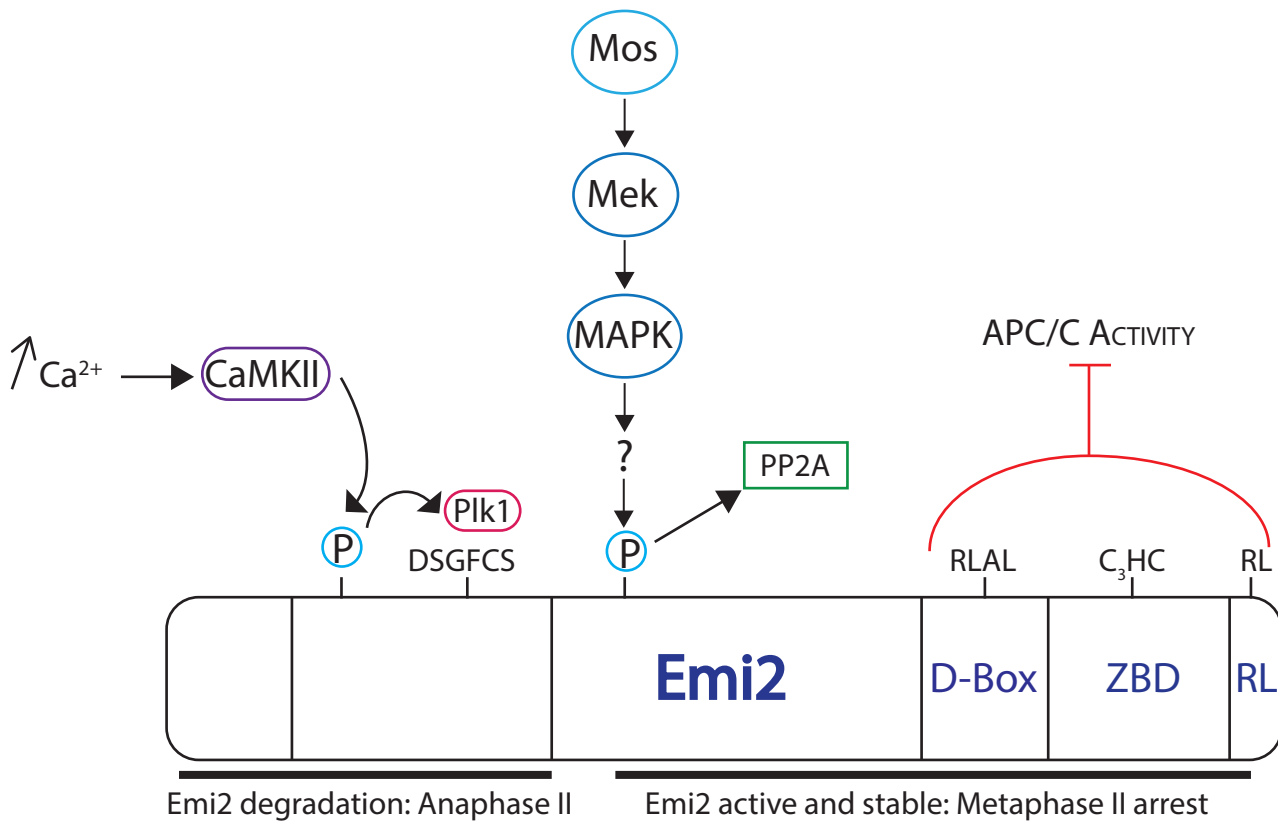 Mos
Mek
MAPK
APC/C ACTIVITY
Ca²⁺
CaMKII
?
PP2A
Plk1
P
P
DSGFCS
RLAL
C₃HC
RL
Emi2
D-Box
ZBD
RL
Emi2 degradation: Anaphase II
Emi2 active and stable: Metaphase II arrest